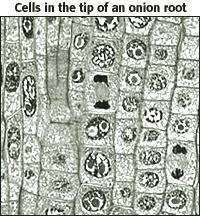 Cells in the tip of an onion root